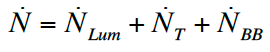 Ṅ = Ṅ_Lum + Ṅ_T + Ṅ_BB